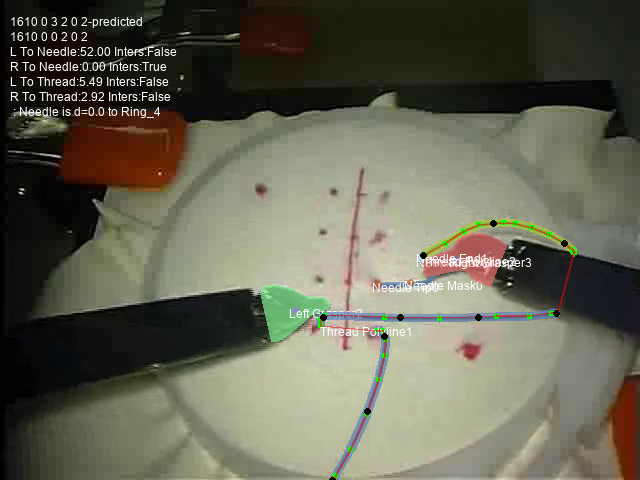 1610 0 3 2 0 2-predicted
1610 0 0 2 0 2
L To Needle:52.00 Inters:False
R To Needle:0.00 Inters:True
L To Thread:5.49 Inters:False
R To Thread:2.92 Inters:False
: Needle is d=0.0 to Ring_4
Needle Mask0
Thread Polyline1